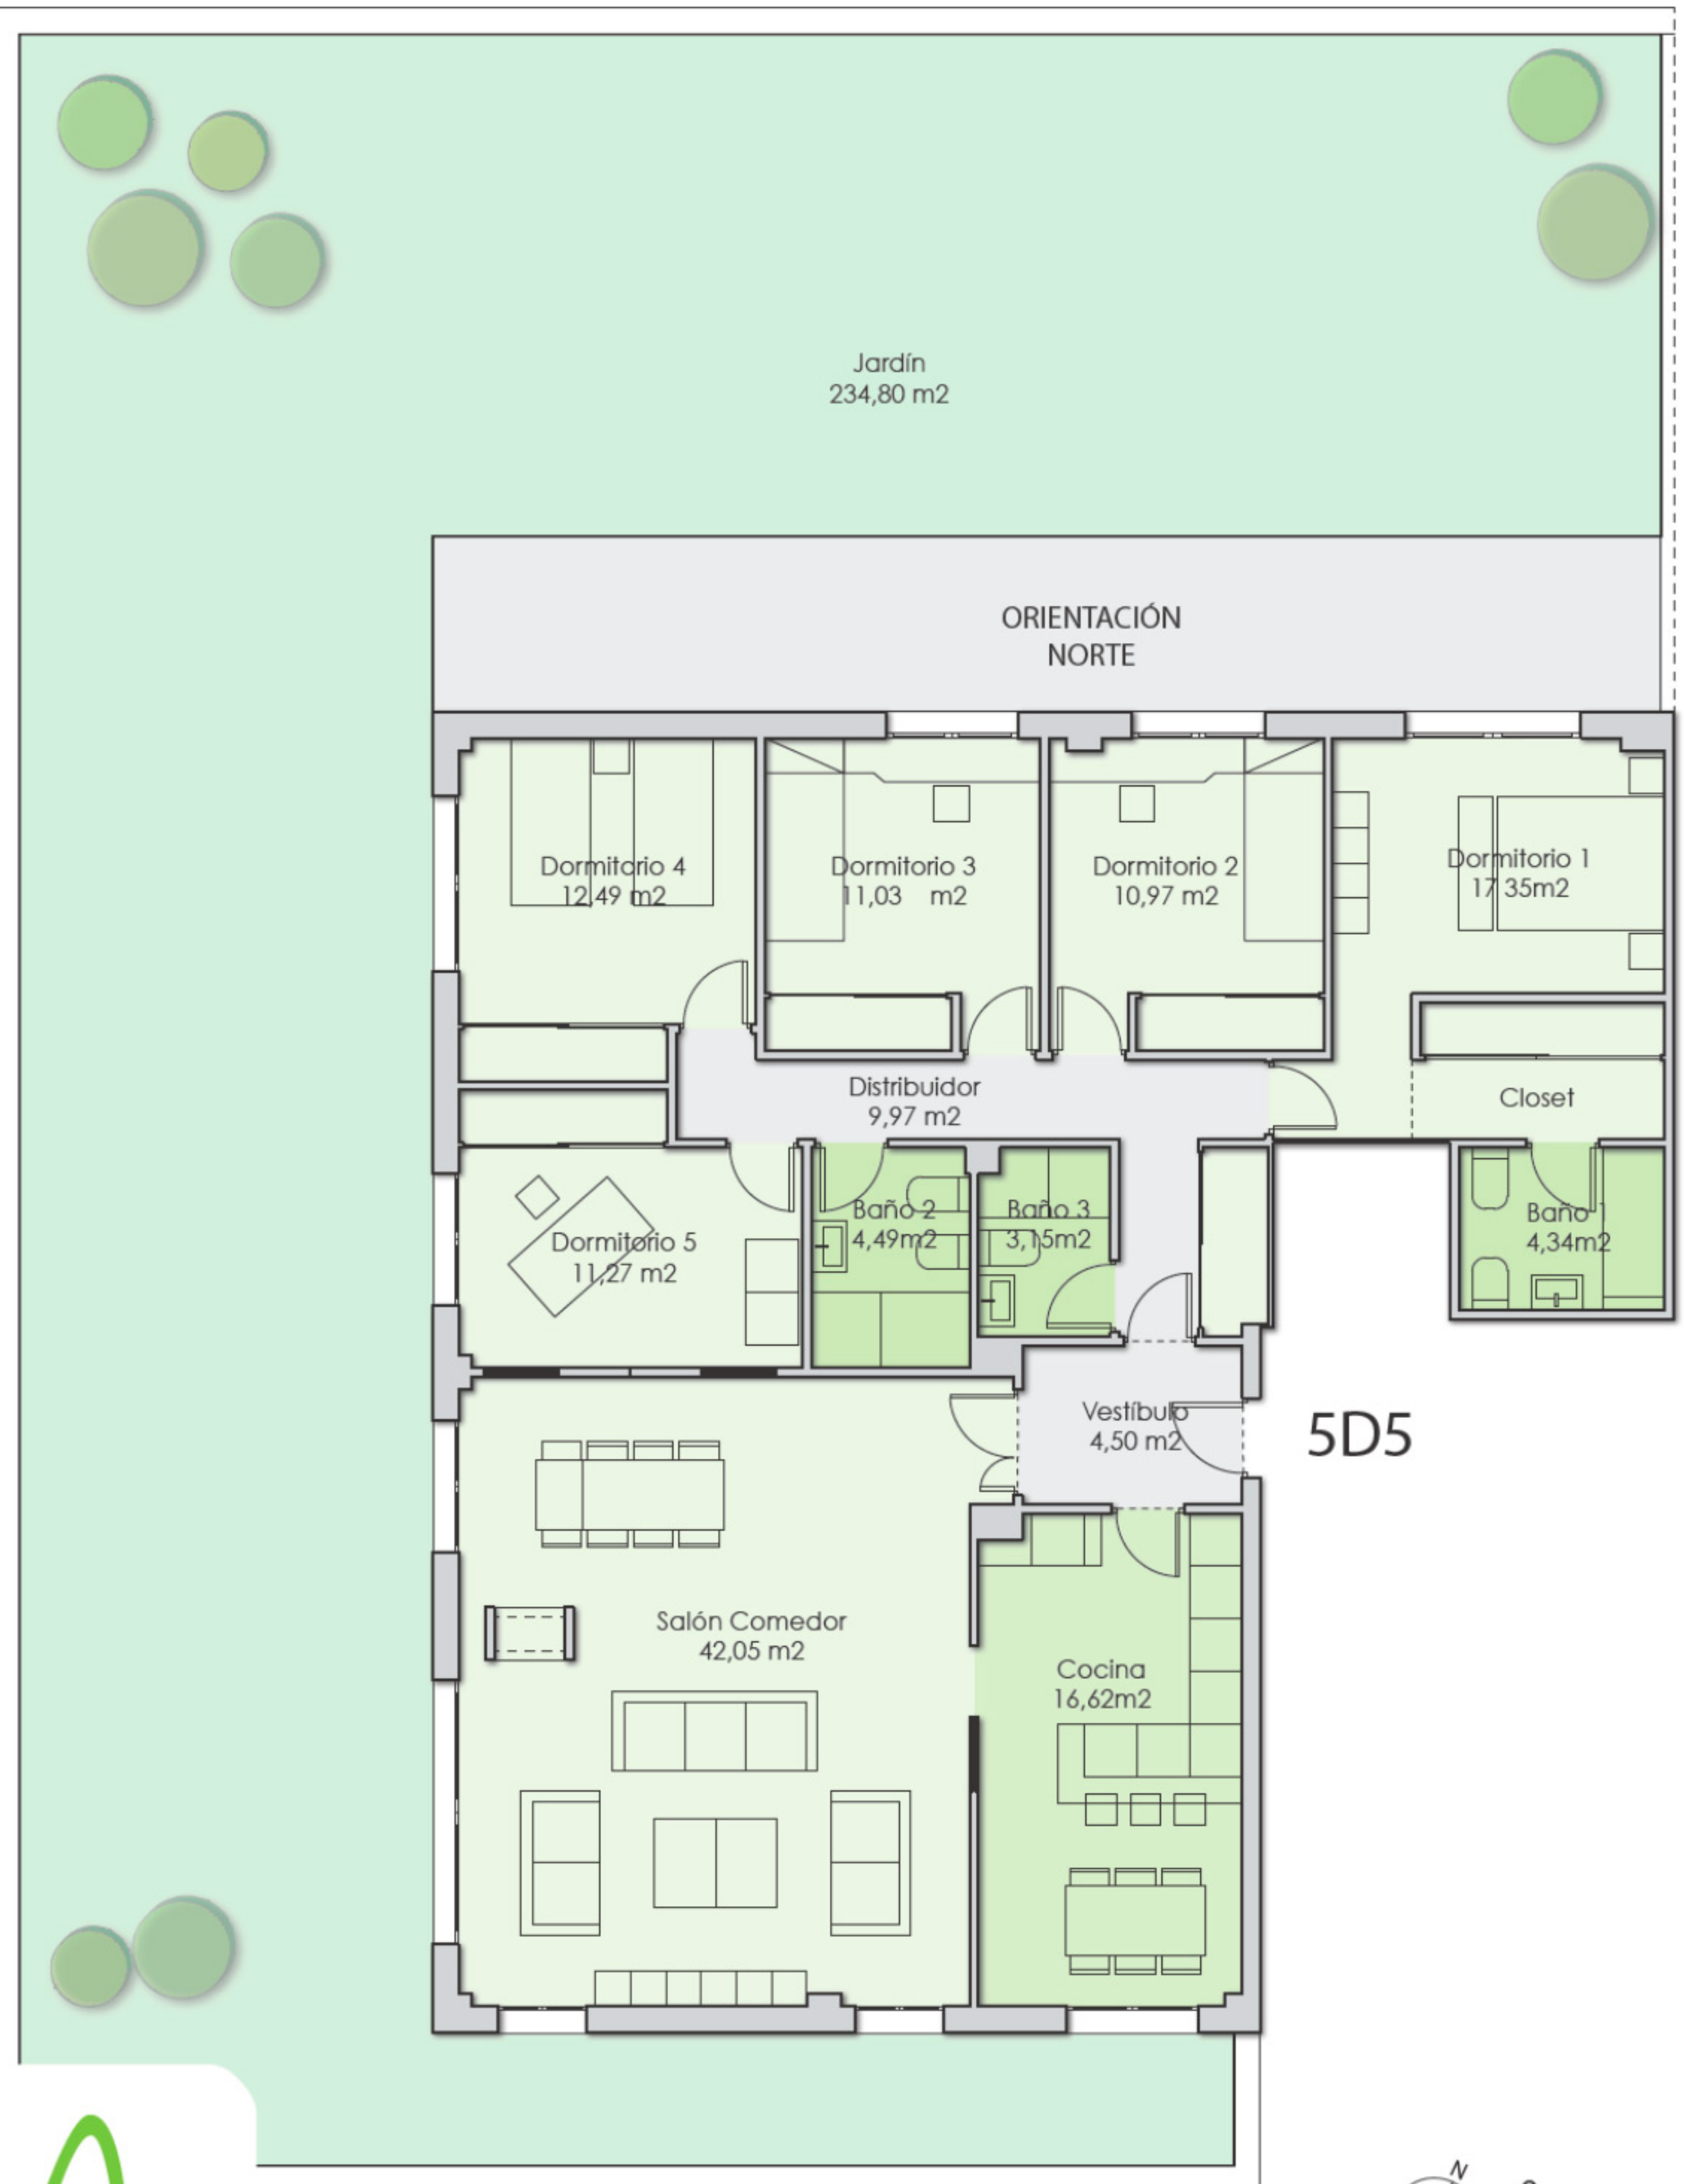 Jardín
234,80 m2
ORIENTACIÓN
NORTE
Dormitorio 4
12,49 m2
Dormitorio 3
11,03 m2
Dormitorio 2
10,97 m2
Dormitorio 1
17,35m2
Distribuidor
9,97 m2
Closet
Dormitorio 5
11,27 m2
Baño 2
4,49m2
Baño 3
3,15m2
Baño 1
4,34m2
Vestíbulo
4,50 m2
5D5
Salón Comedor
42,05 m2
Cocina
16,62m2
N